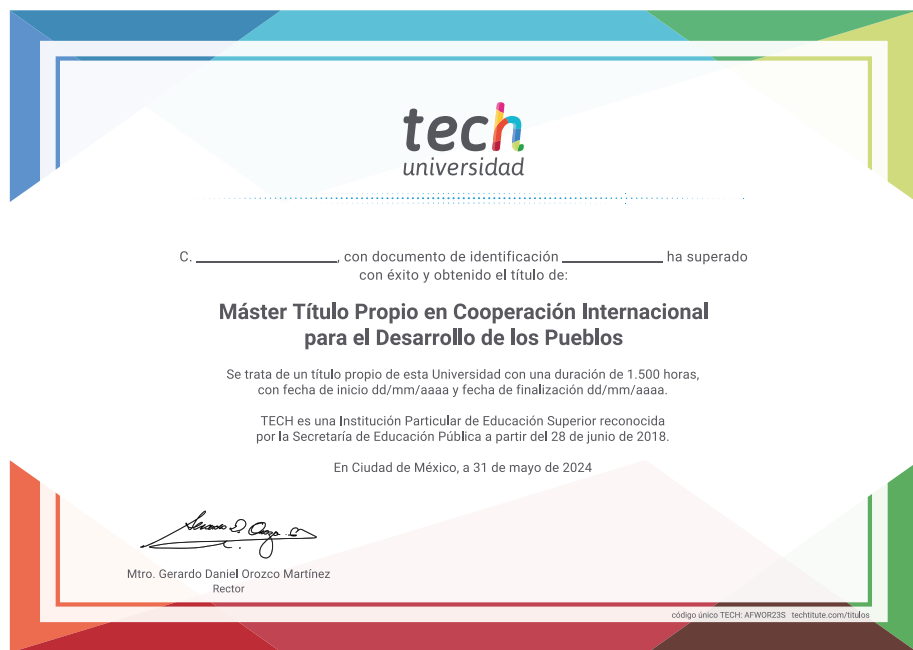 tech
universidad
C. ____________________, con documento de identificación ______________ ha superado
con éxito y obtenido el título de:
Máster Título Propio en Cooperación Internacional
para el Desarrollo de los Pueblos
Se trata de un título propio de esta Universidad con una duración de 1.500 horas,
con fecha de inicio dd/mm/aaaa y fecha de finalización dd/mm/aaaa.
TECH es una Institución Particular de Educación Superior reconocida
por la Secretaría de Educación Pública a partir del 28 de junio de 2018.
En Ciudad de México, a 31 de mayo de 2024
Mtro. Gerardo Daniel Orozco Martínez
Rector
código único TECH: AFWOR23S techtitute.com/titulos